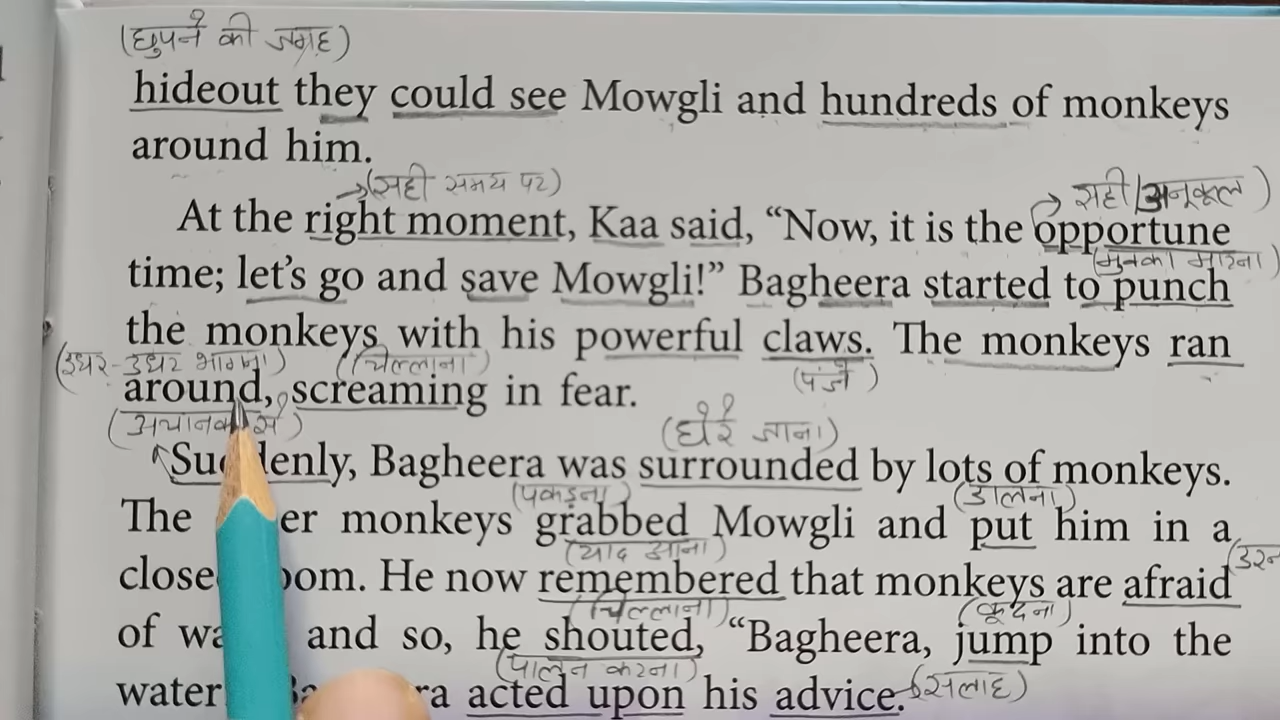 (छुपने की जगह)
hideout they could see Mowgli and hundreds of monkeys
around him.
(सही समय पर) सही/अनूकूल)
At the right moment, Kaa said, “Now, it is the opportune
(मुक्का मारना)
time; let’s go and save Mowgli!” Bagheera started to punch
the monkeys with his powerful claws. The monkeys ran
(इधर-उधर भागना) (चिल्लाना) (पंजे)
around, screaming in fear.
(अचानक से) (घेरे जाना)
Suddenly, Bagheera was surrounded by lots of monkeys.
(पकड़ना) (डालना)
The er monkeys grabbed Mowgli and put him in a
(याद आना)
close oom. He now remembered that monkeys are afraid
(चिल्लाना) (कूदना)
of wa and so, he shouted, “Bagheera, jump into the
(पालन करना)
water Ba ra acted upon his advice. (सलाह)